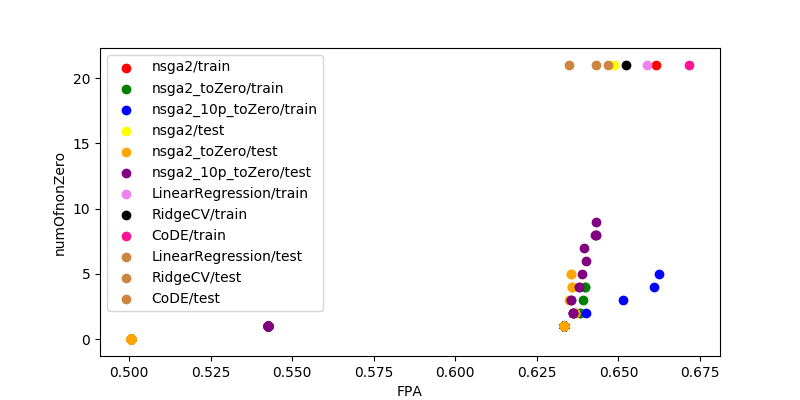 20
15
10
5
0
numOfnonZero
nsga2/train
nsga2_toZero/train
nsga2_10p_toZero/train
nsga2/test
nsga2_toZero/test
nsga2_10p_toZero/test
LinearRegression/train
RidgeCV/train
CoDE/train
LinearRegression/test
RidgeCV/test
CoDE/test
0.500 0.525 0.550 0.575 0.600 0.625 0.650 0.675
FPA